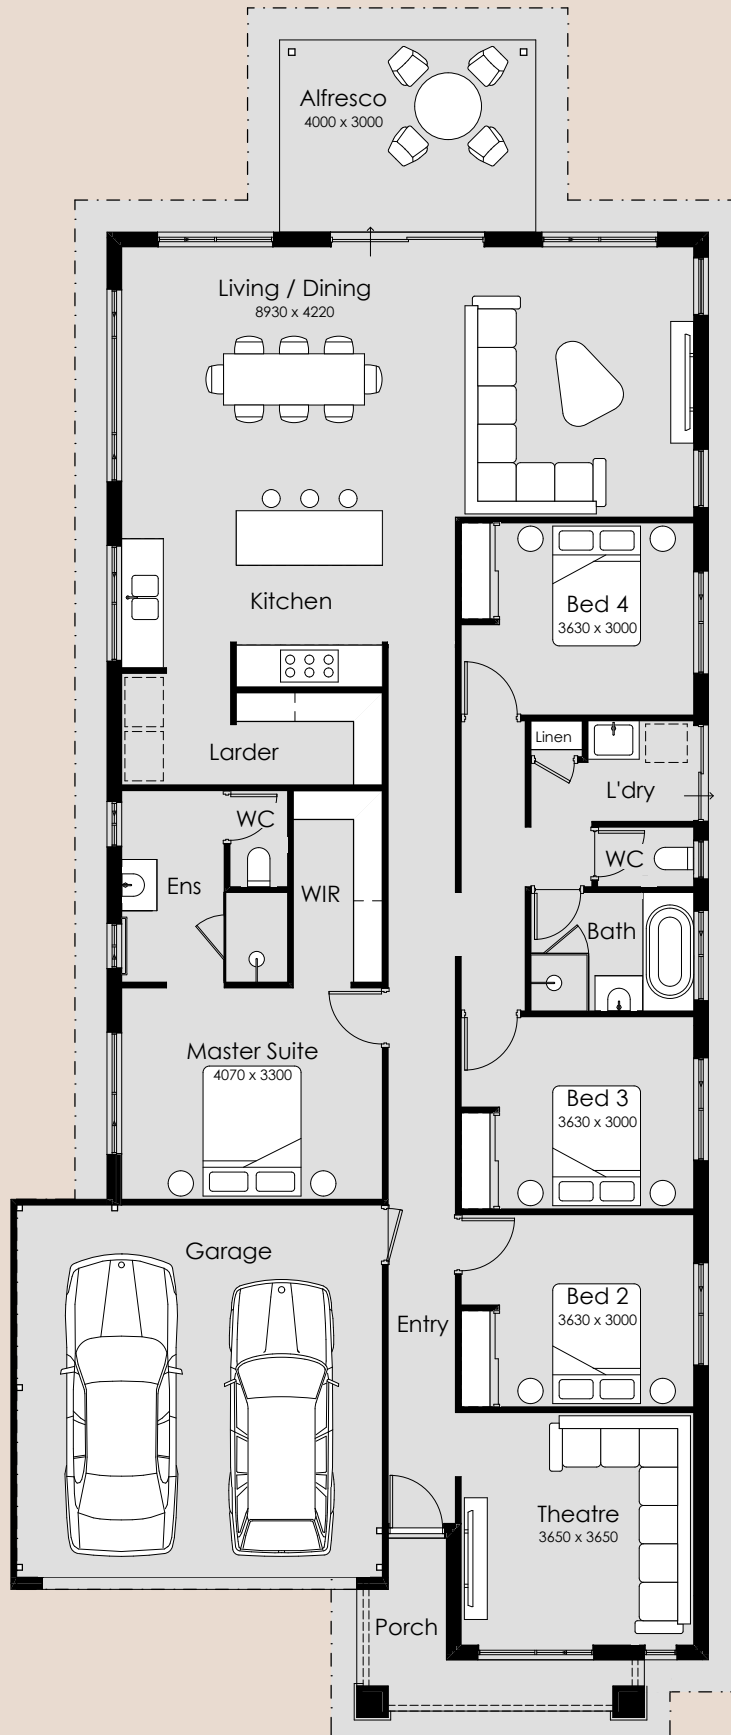 Alfresco
4000 x 3000
Living / Dining
8930 x 4220
Kitchen
Bed 4
3630 x 3000
Linen
Larder
L'dry
WC
WC
Ens
WIR
Bath
Master Suite
4070 x 3300
Bed 3
3630 x 3000
Garage
Bed 2
3630 x 3000
Entry
Theatre
3650 x 3650
Porch